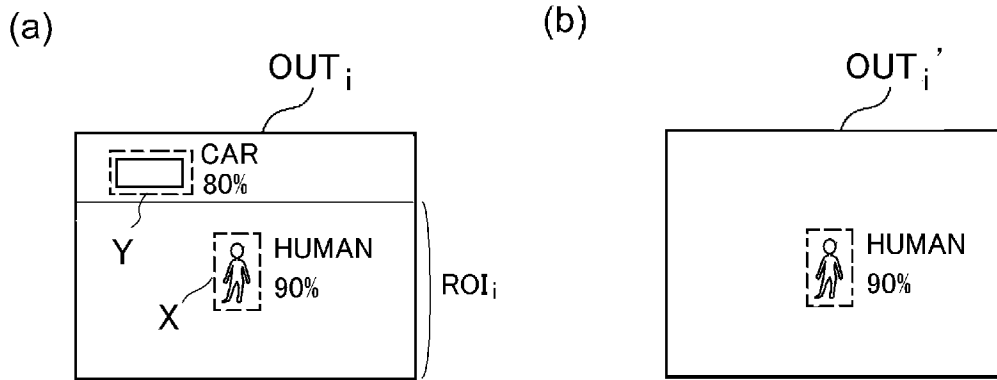 (a)
OUT i
CAR
80%
Y
HUMAN
90%
X
ROI i
(b)
OUT i '
HUMAN
90%